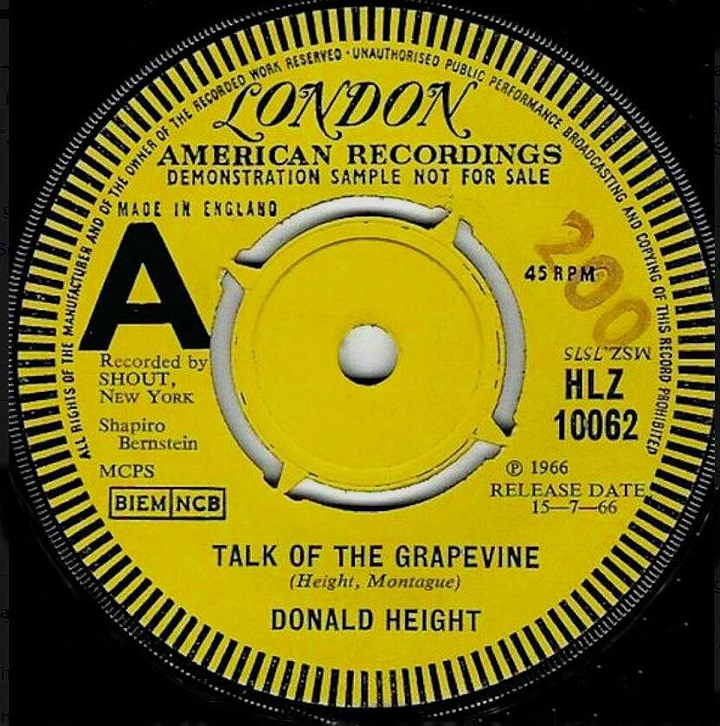 ALL RIGHTS OF THE MANUFACTURER AND OF THE OWNER OF THE RECORDED WORK RESERVED · UNAUTHORISED PUBLIC PERFORMANCE BROADCASTING AND COPYING OF THIS RECORD PROHIBITED
LONDON
AMERICAN RECORDINGS
DEMONSTRATION SAMPLE NOT FOR SALE
MADE IN ENGLAND
A
200
45 RPM
Recorded by
SHOUT,
NEW YORK
MSZ.7575
HLZ
10062
Shapiro
Bernstein
MCPS
BIEM NCB
℗ 1966
RELEASE DATE
15—7—66
TALK OF THE GRAPEVINE
(Height, Montague)
DONALD HEIGHT